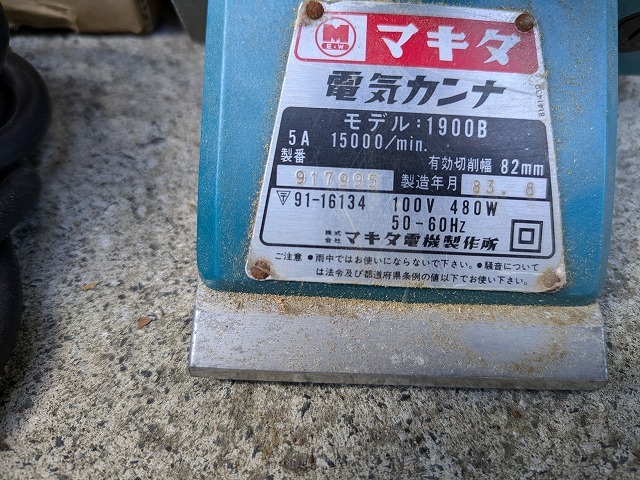 M
E.W
マキタ
電気カンナ
モデル:1900B
5A 15000/min.
製番 有効切削幅 82mm
917995 製造年月 83. 8
〒 91-16134 100V 480W
50-60Hz
株式会社 マキタ電機製作所
ご注意 ●雨中ではお使いにならないで下さい。●騒音について
は法令及び都道府県条例の値以下でお使い下さい。